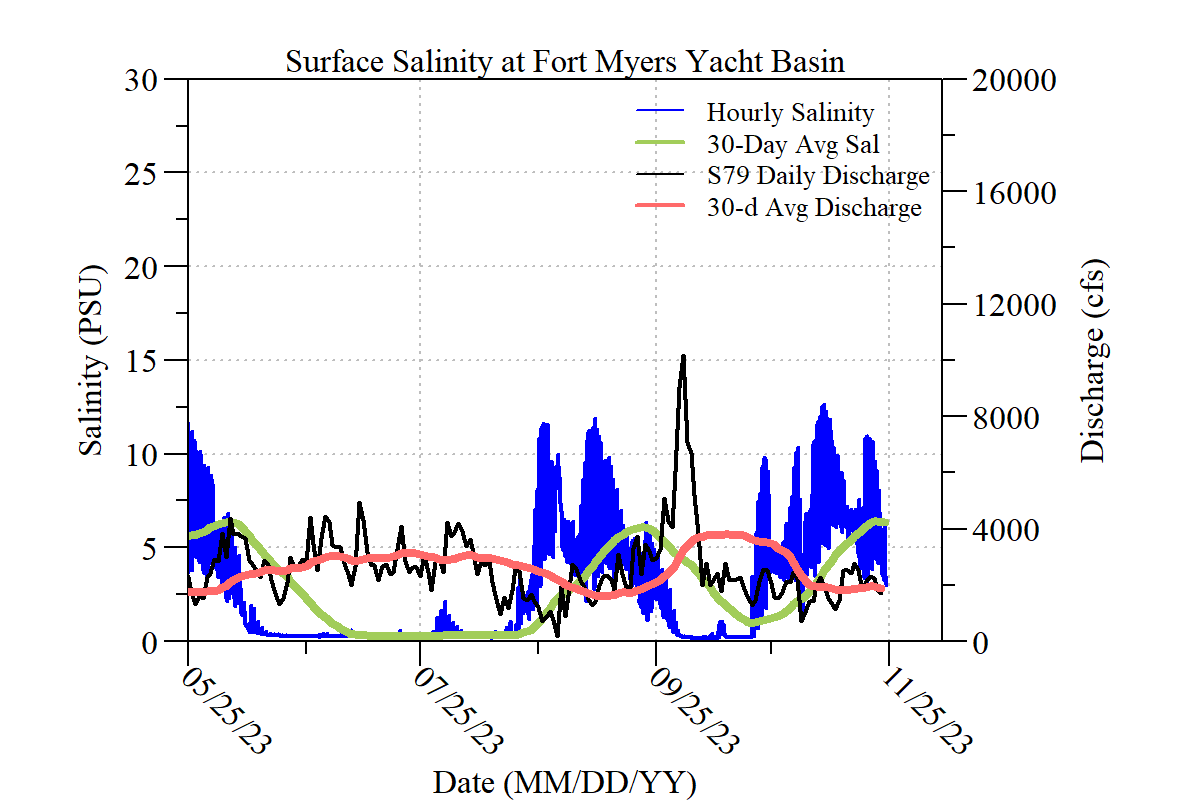 Surface Salinity at Fort Myers Yacht Basin
30
25
20
15
10
5
0
Salinity (PSU)
Hourly Salinity
30-Day Avg Sal
S79 Daily Discharge
30-d Avg Discharge
20000
16000
12000
8000
4000
0
Discharge (cfs)
05/25/23
07/25/23
09/25/23
11/25/23
Date (MM/DD/YY)